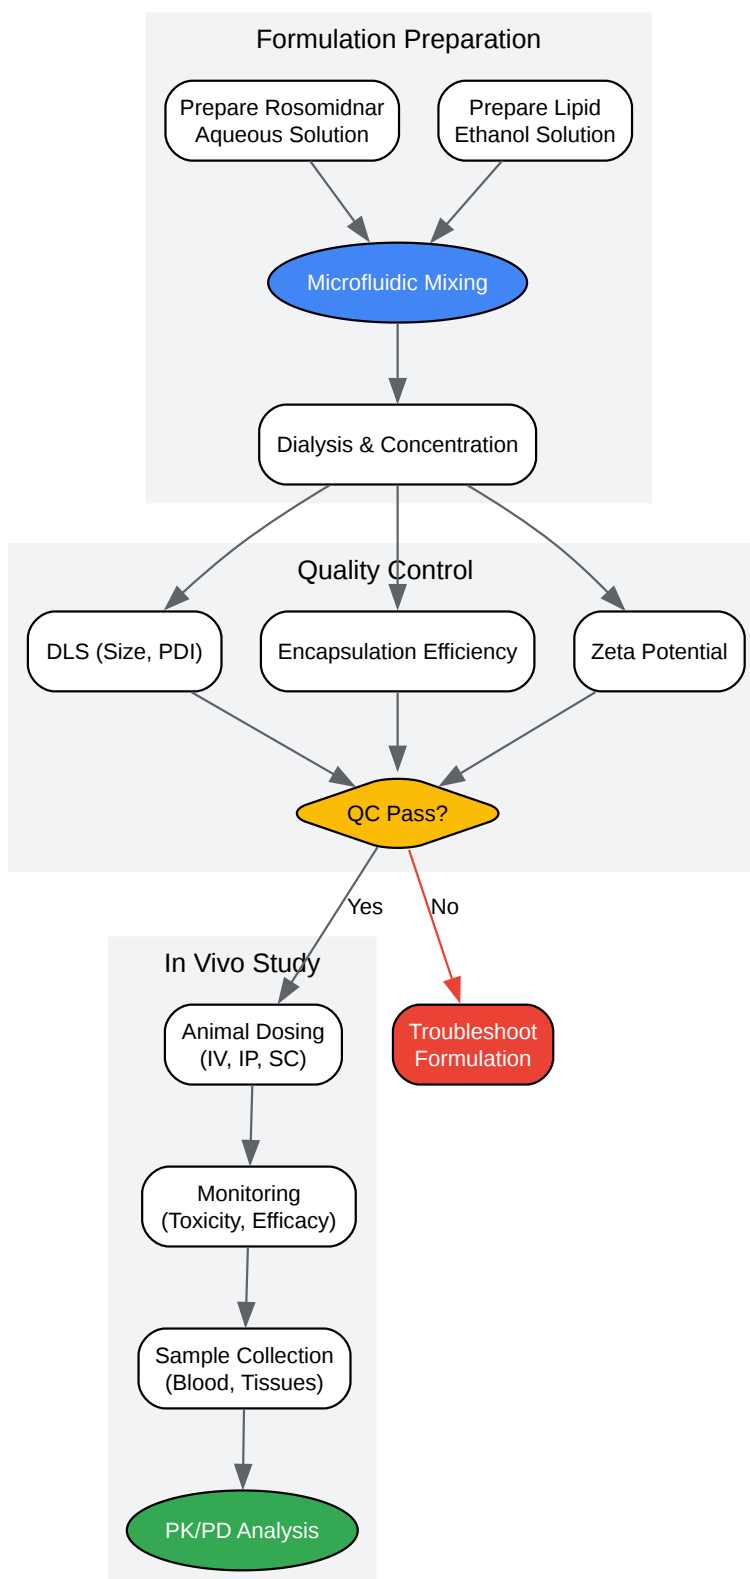 Formulation Preparation
Prepare Rosomidnar
Aqueous Solution
Prepare Lipid
Ethanol Solution
Microfluidic Mixing
Dialysis & Concentration
Quality Control
DLS (Size, PDI)
Encapsulation Efficiency
Zeta Potential
QC Pass?
Yes
No
In Vivo Study
Animal Dosing
(IV, IP, SC)
Troubleshoot
Formulation
Monitoring
(Toxicity, Efficacy)
Sample Collection
(Blood, Tissues)
PK/PD Analysis